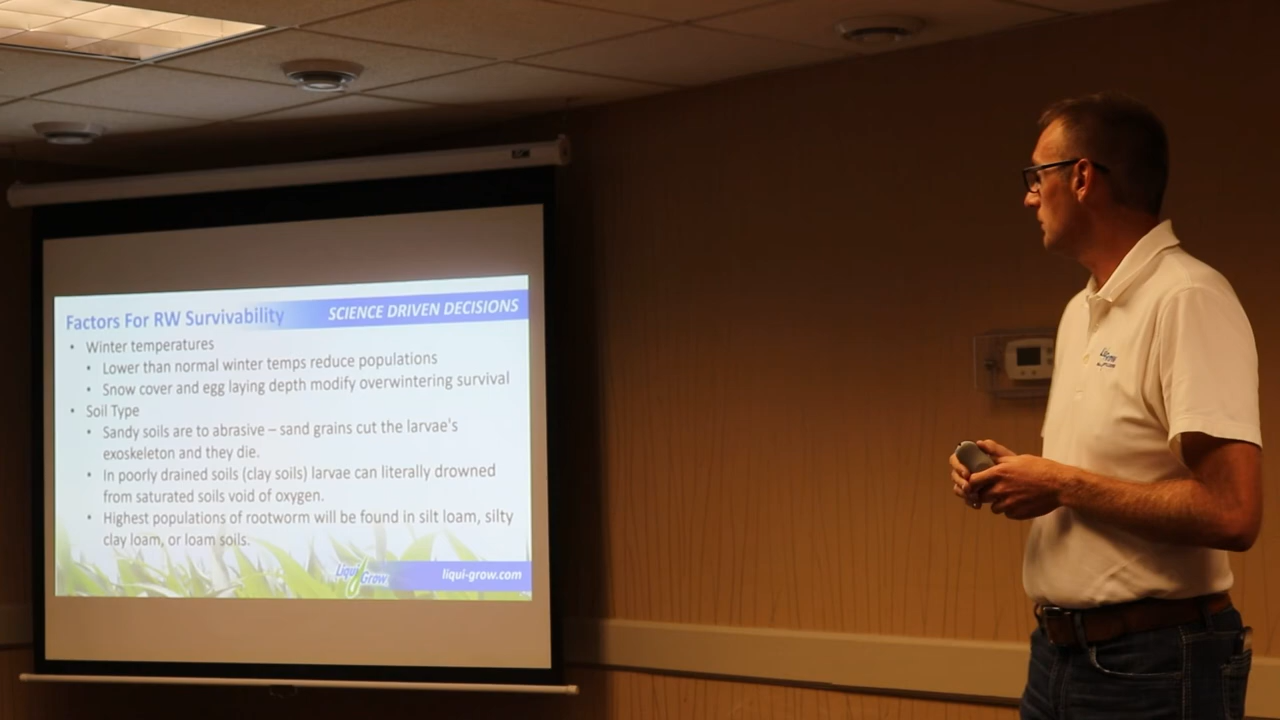 Factors For RW Survivability
SCIENCE DRIVEN DECISIONS
• Winter temperatures
• Lower than normal winter temps reduce populations
• Snow cover and egg laying depth modify overwintering survival
• Soil Type
• Sandy soils are to abrasive – sand grains cut the larvae's
exoskeleton and they die.
• In poorly drained soils (clay soils) larvae can literally drowned
from saturated soils void of oxygen.
• Highest populations of rootworm will be found in silt loam, silty
clay loam, or loam soils.
Liqui Grow
liqui-grow.com